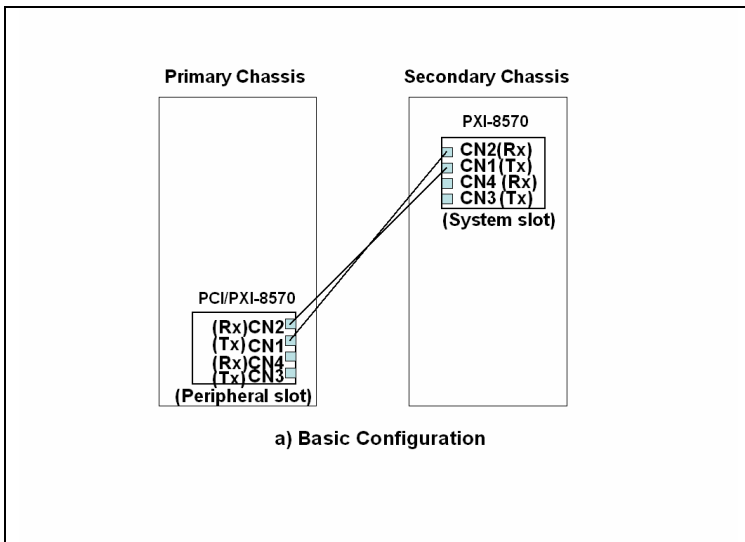 Primary Chassis
Secondary Chassis
PXI-8570
CN2(Rx)
CN1(Tx)
CN4 (Rx)
CN3 (Tx)
(System slot)
PCI/PXI-8570
(Rx)CN2
(Tx) CN1
(Rx)CN4
(Tx) CN3
(Peripheral slot)
a) Basic Configuration